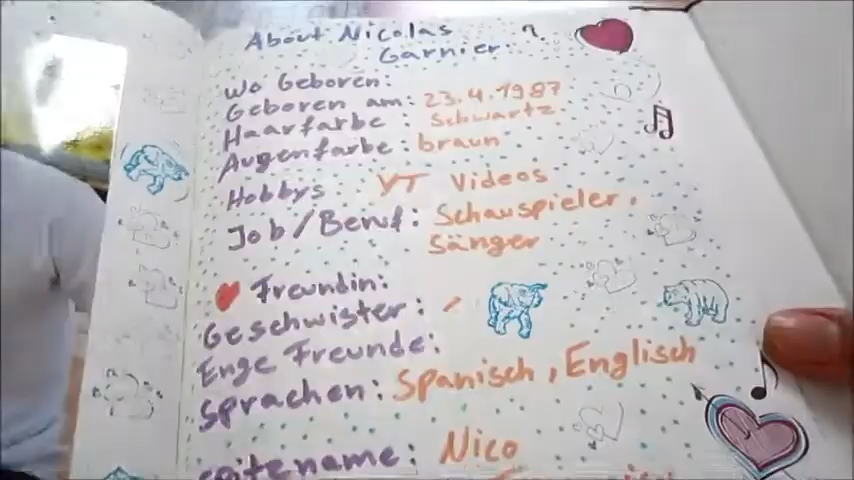 About Nicolas
Garnier:
Wo Geboren:
Geboren am: 23.4.1987
Haarfarbe : Schwartz
Augenfarbe: braun
Hobbys YT Videos
Job/Beruf: Schauspieler,
Sänger
Freundin:
Geschwister: -
Enge Freunde:
Sprachen: Spanisch, Englisch
spitename: Nico